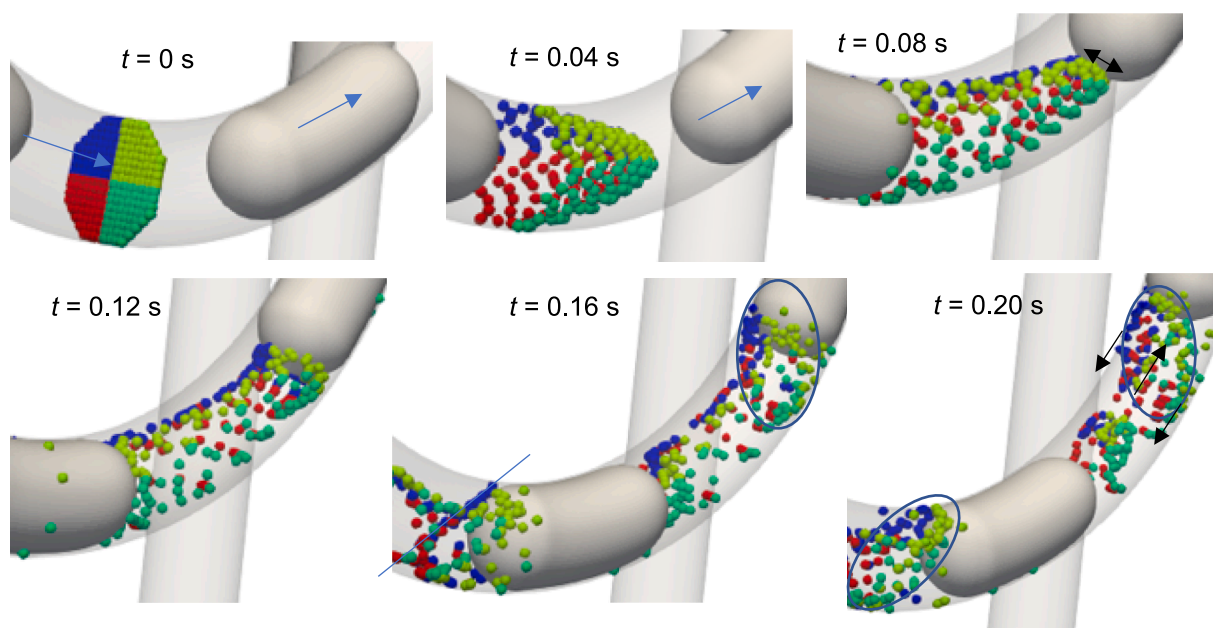 t = 0 s
t = 0.04 s
t = 0.08 s
t = 0.12 s
t = 0.16 s
t = 0.20 s